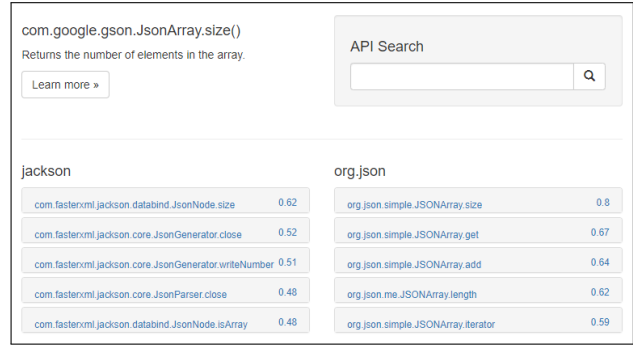 com.google.gson.JsonArray.size()
Returns the number of elements in the array.
Learn more »
API Search
jackson
com.fasterxml.jackson.databind.JsonNode.size 0.62
com.fasterxml.jackson.core.JsonGenerator.close 0.52
com.fasterxml.jackson.core.JsonGenerator.writeNumber 0.51
com.fasterxml.jackson.core.JsonParser.close 0.48
com.fasterxml.jackson.databind.JsonNode.isArray 0.48
org.json
org.json.simple.JSONArray.size 0.8
org.json.simple.JSONArray.get 0.67
org.json.simple.JSONArray.add 0.64
org.json.me.JSONArray.length 0.62
org.json.simple.JSONArray.iterator 0.59